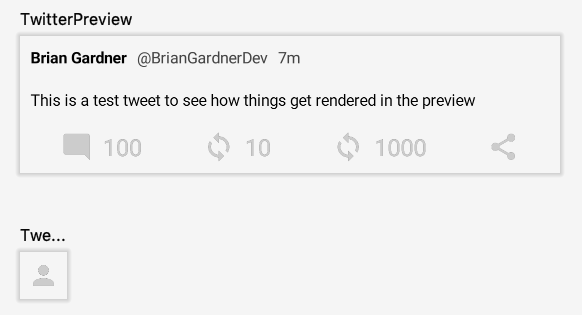 TwitterPreview
Brian Gardner @BrianGardnerDev 7m
This is a test tweet to see how things get rendered in the preview
100 10 1000
Twe...